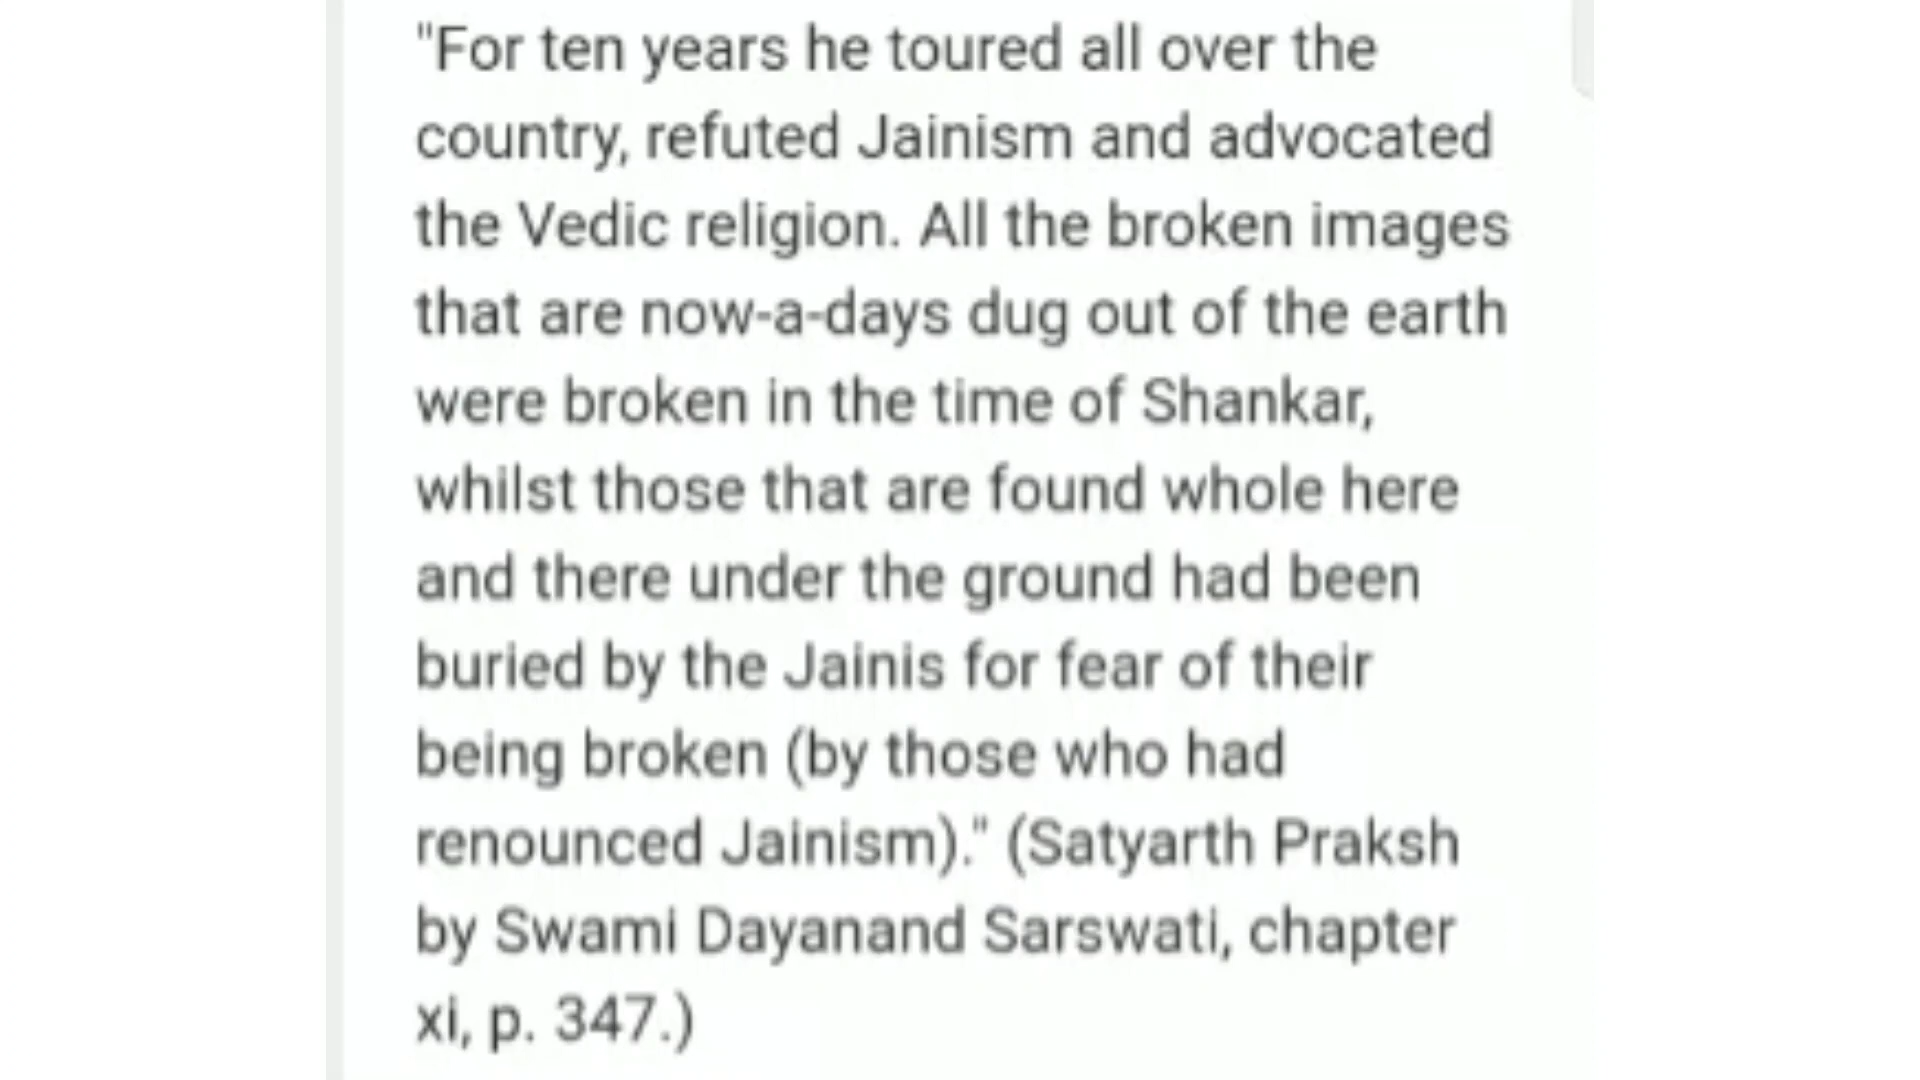 "For ten years he toured all over the
country, refuted Jainism and advocated
the Vedic religion. All the broken images
that are now-a-days dug out of the earth
were broken in the time of Shankar,
whilst those that are found whole here
and there under the ground had been
buried by the Jainis for fear of their
being broken (by those who had
renounced Jainism)." (Satyarth Praksh
by Swami Dayanand Sarswati, chapter
xi, p. 347.)